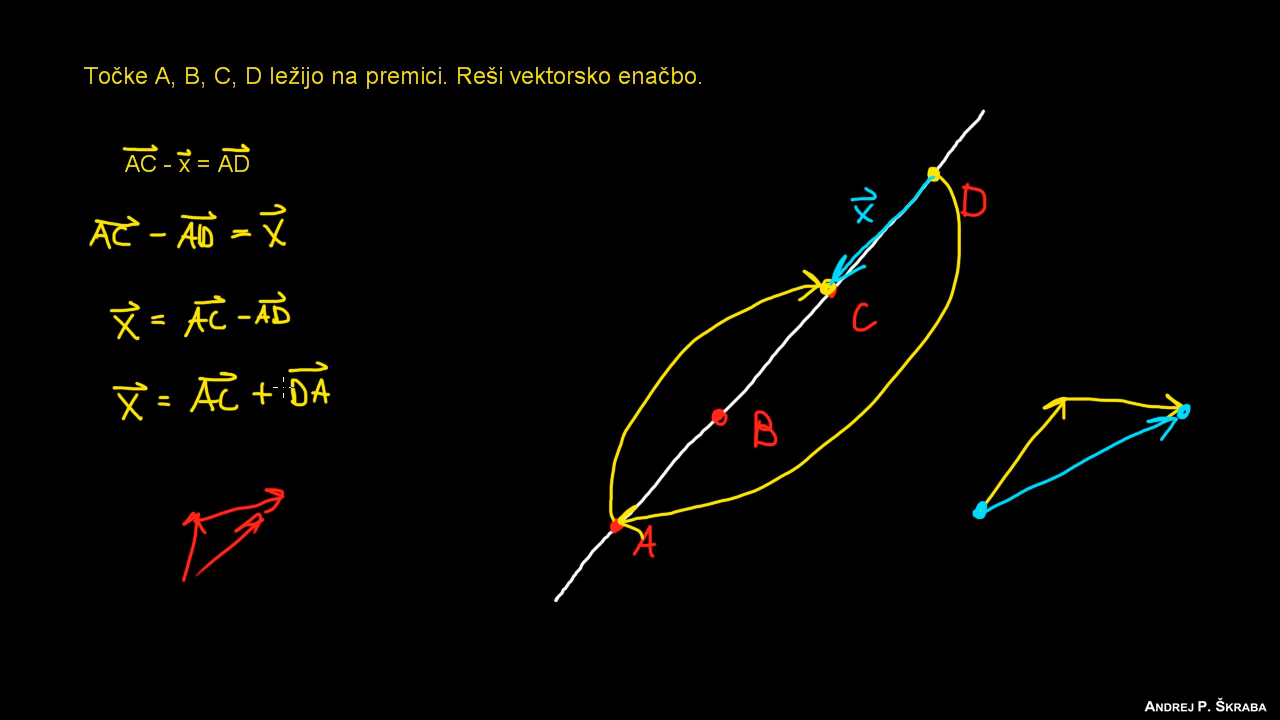 Točke A, B, C, D ležijo na premici. Reši vektorsko enačbo.
AC - x = AD
AC - AD = X
X = AC - AD
X = AC + DA
x
D
C
B
A
ANDREJ P. ŠKRABA